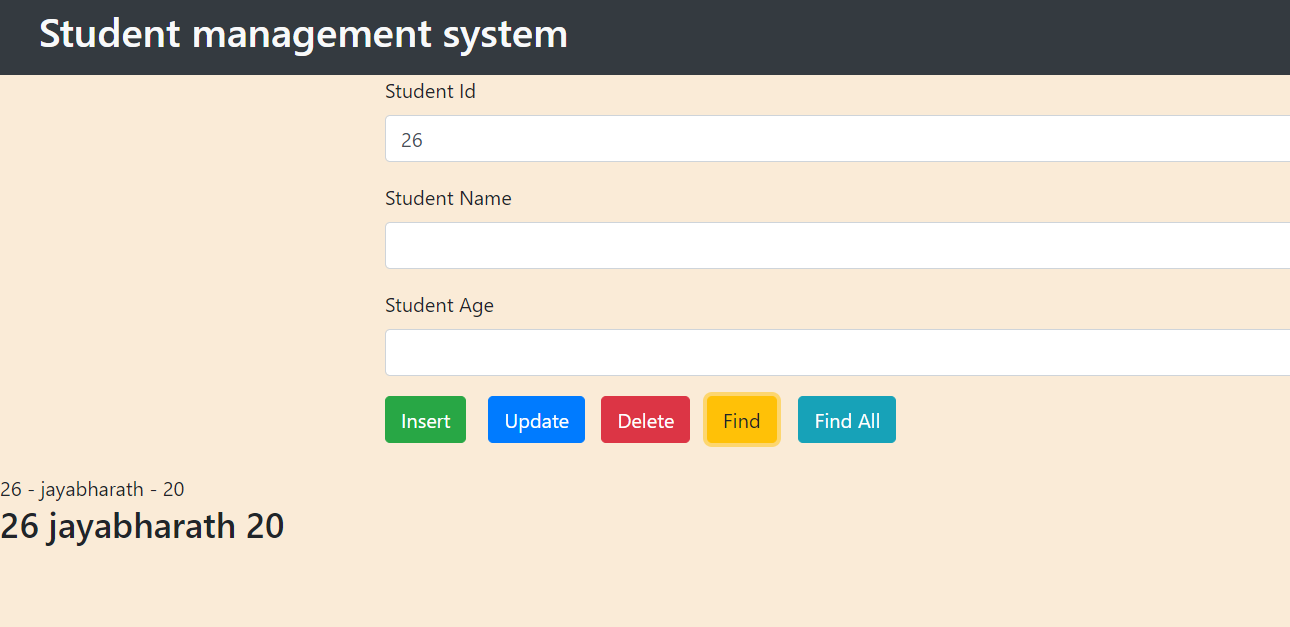 Student management system
Student Id
26
Student Name
Student Age
Insert Update Delete Find Find All
26 - jayabharath - 20
26 jayabharath 20